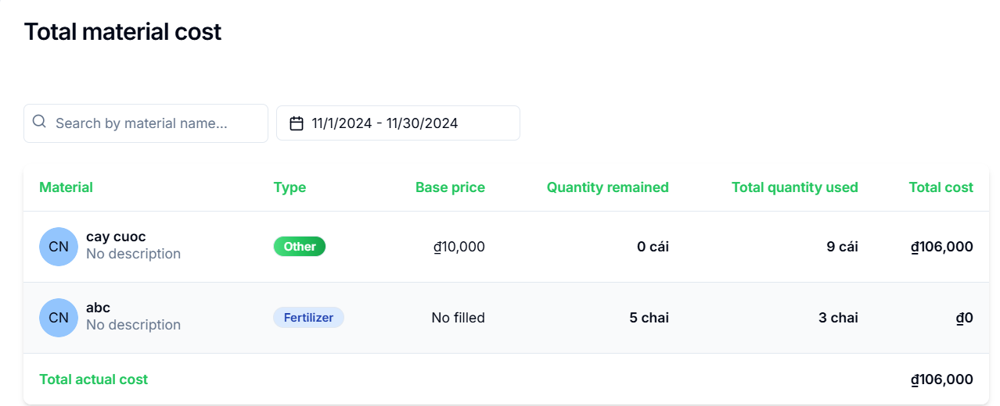 Total material cost
Search by material name...
11/1/2024 - 11/30/2024
Material Type Base price Quantity remained Total quantity used Total cost
CN cay cuoc No description Other ₫10,000 0 cái 9 cái ₫106,000
CN abc No description Fertilizer No filled 5 chai 3 chai ₫0
Total actual cost ₫106,000